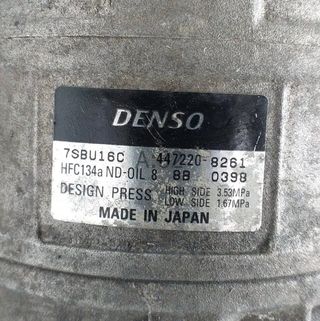 DENSO
7SBU16C A 447220-8261
HFC134a ND-OIL 8 8B 0398
DESIGN PRESS HIGH SIDE 3.53MPa
LOW SIDE 1.67MPa
MADE IN JAPAN